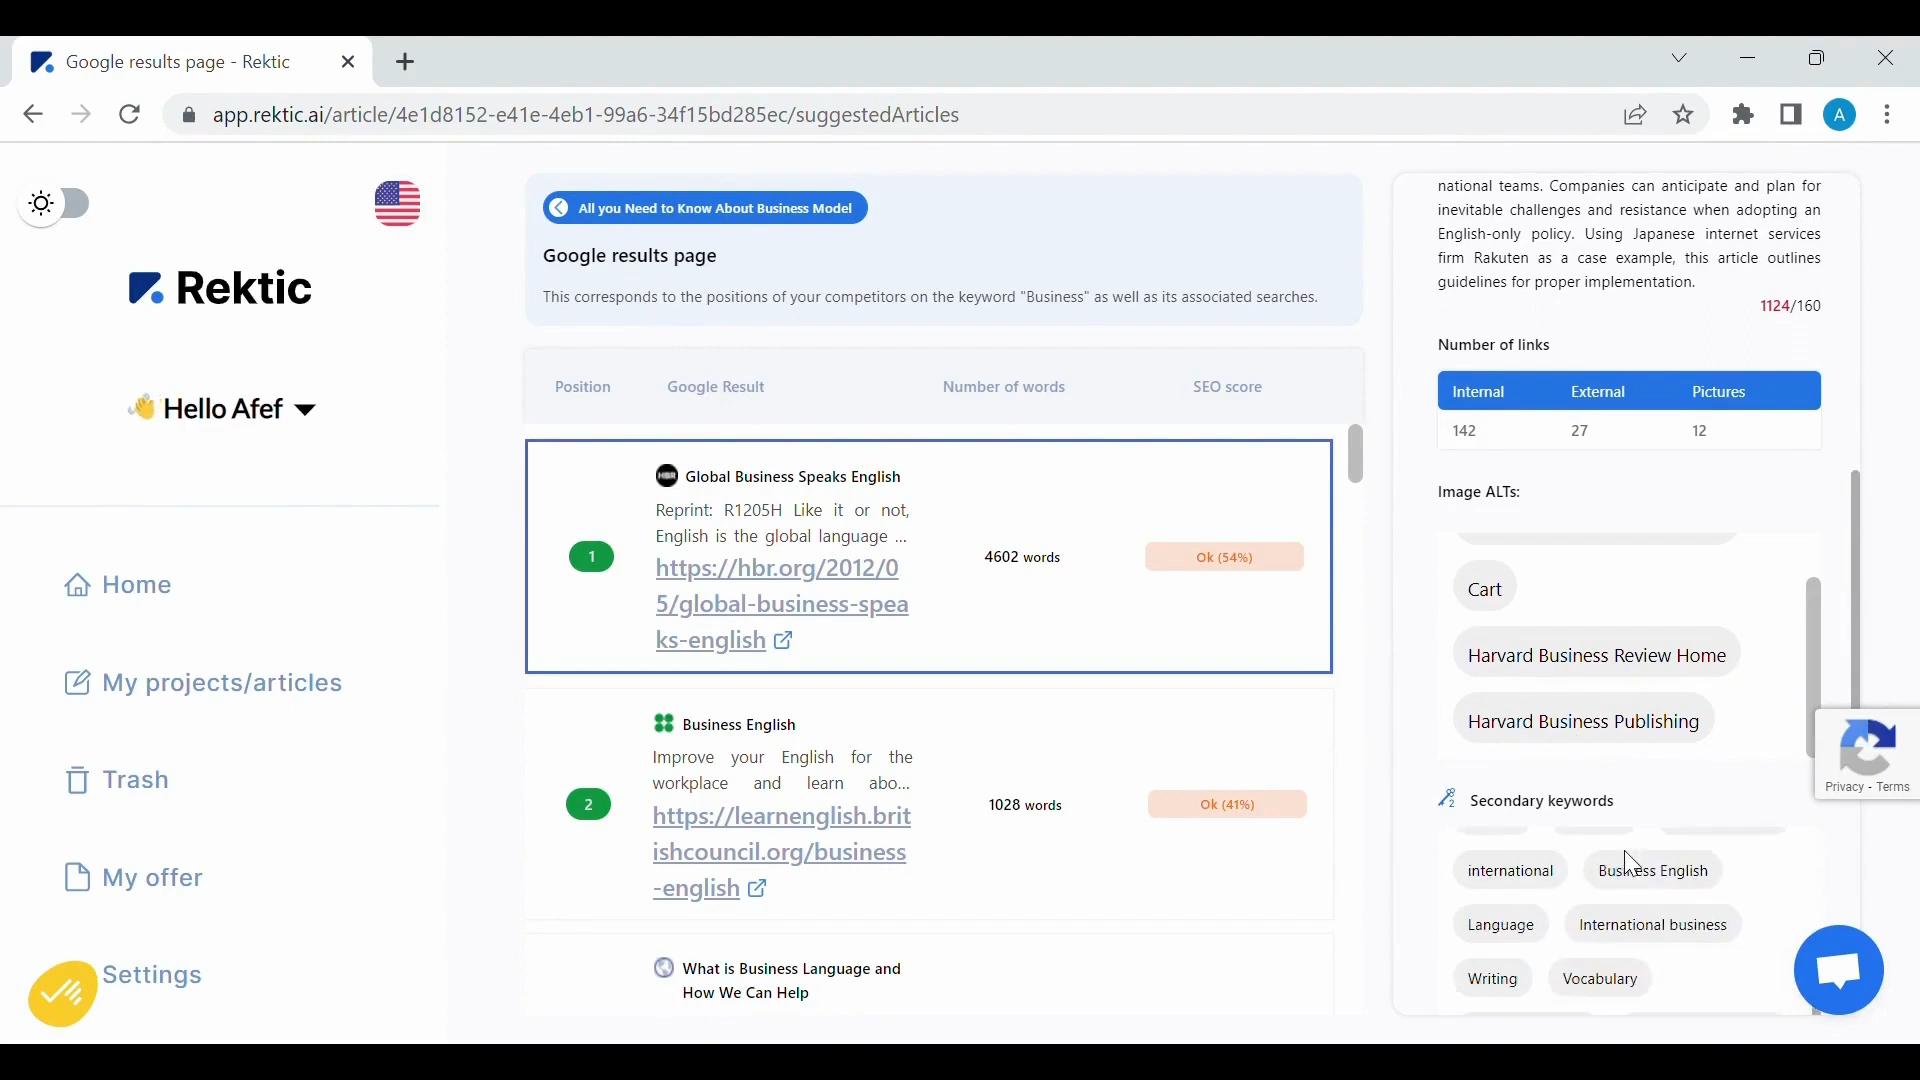 Google results page - Rektic
app.rektic.ai/article/4e1d8152-e41e-4eb1-99a6-34f15bd285ec/suggestedArticles
A
Rektic
Hello Afef
Home
My projects/articles
Trash
My offer
Settings
All you Need to Know About Business Model
Google results page
This corresponds to the positions of your competitors on the keyword "Business" as well as its associated searches.
Position Google Result Number of words SEO score
HBR Global Business Speaks English
Reprint: R1205H Like it or not,
English is the global language ...
1
https://hbr.org/2012/0
5/global-business-spea
ks-english
4602 words
Ok (54%)
Business English
Improve your English for the
workplace and learn abo...
2
https://learnenglish.brit
ishcouncil.org/business
-english
1028 words
Ok (41%)
What is Business Language and
How We Can Help
national teams. Companies can anticipate and plan for
inevitable challenges and resistance when adopting an
English-only policy. Using Japanese internet services
firm Rakuten as a case example, this article outlines
guidelines for proper implementation.
1124/160
Number of links
Internal External Pictures
142 27 12
Image ALTs:
Cart
Harvard Business Review Home
Harvard Business Publishing
Privacy - Terms
Secondary keywords
international Business English
Language International business
Writing Vocabulary